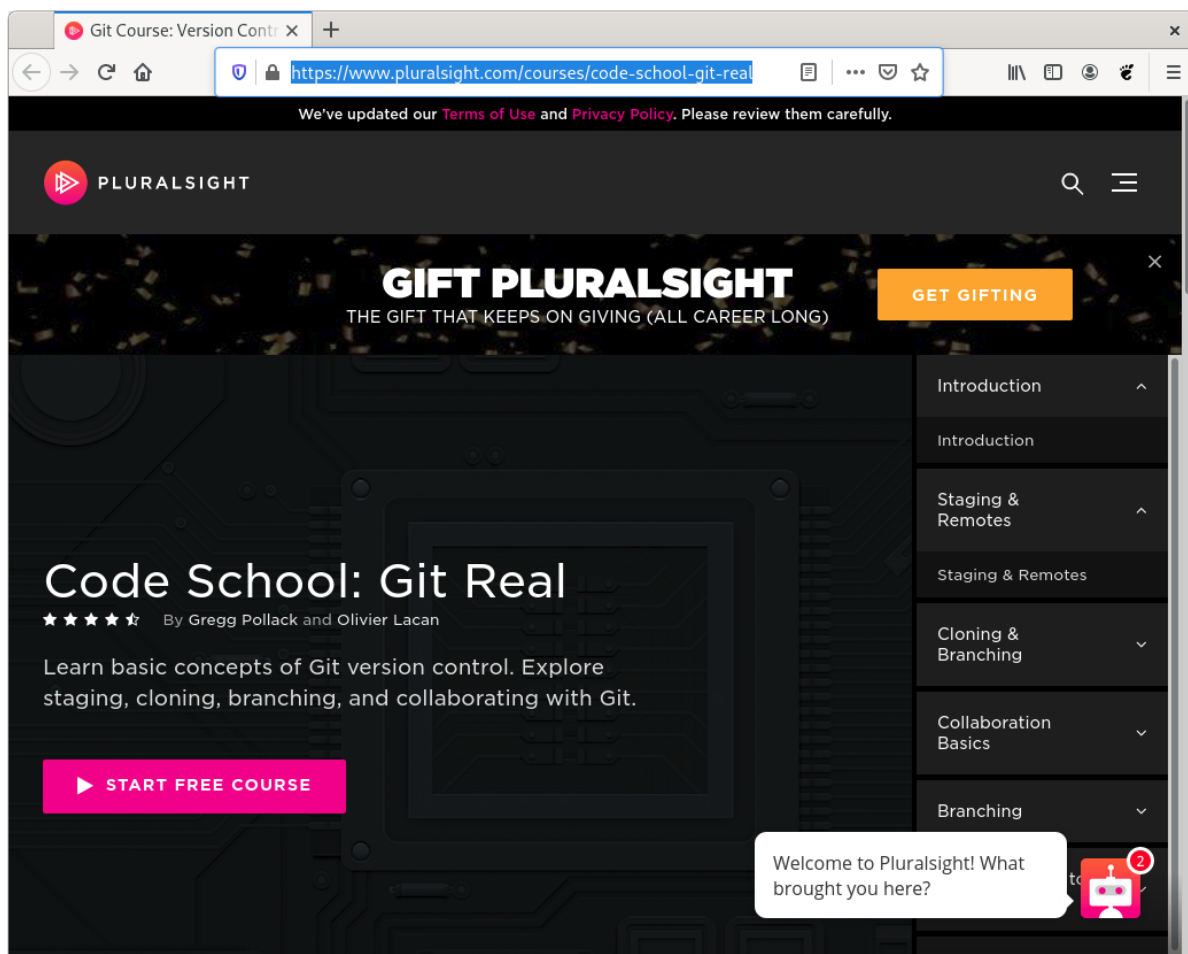 Git Course: Version Contr
https://www.pluralsight.com/courses/code-school-git-real
We've updated our Terms of Use and Privacy Policy. Please review them carefully.
PLURALSIGHT
GIFT PLURALSIGHT
THE GIFT THAT KEEPS ON GIVING (ALL CAREER LONG)
GET GIFTING
Code School: Git Real
By Gregg Pollack and Olivier Lacan
Learn basic concepts of Git version control. Explore
staging, cloning, branching, and collaborating with Git.
START FREE COURSE
Introduction
Introduction
Staging &
Remotes
Staging & Remotes
Cloning &
Branching
Collaboration
Basics
Branching
Welcome to Pluralsight! What
brought you here?
2